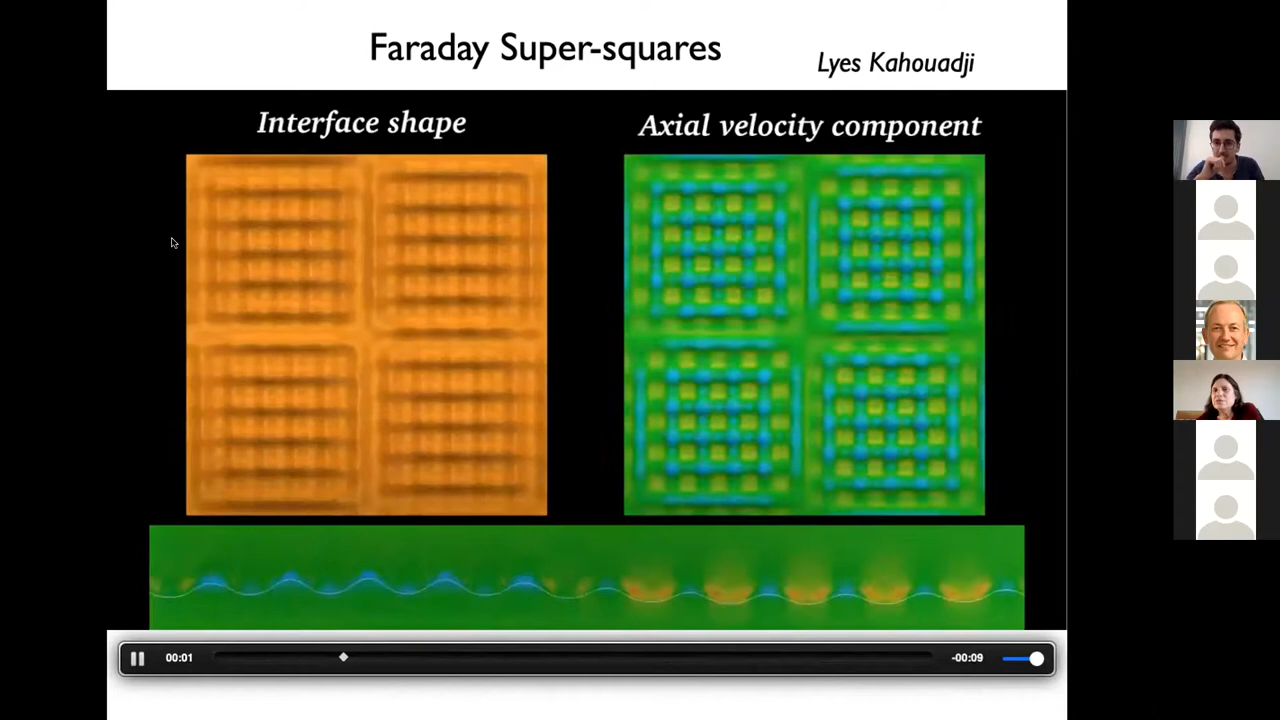 Faraday Super-squares
Lyes Kahouadji
Interface shape
Axial velocity component
00:01
-00:09